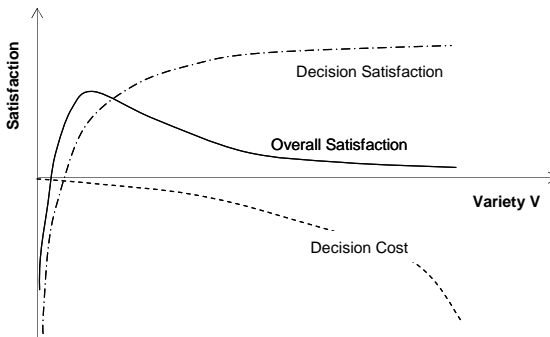 Satisfaction
Decision Satisfaction
Overall Satisfaction
Variety V
Decision Cost